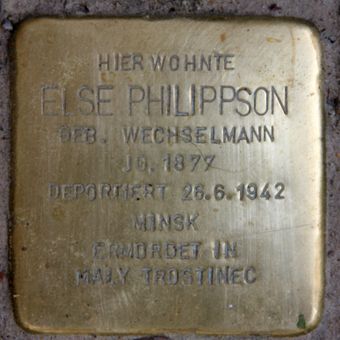 HIER WOHNTE
ELSE PHILIPPSON
GEB. WECHSELMANN
JG. 1877
DEPORTIERT 26.6.1942
MINSK
ERMORDET IN
MALY TROSTINEC